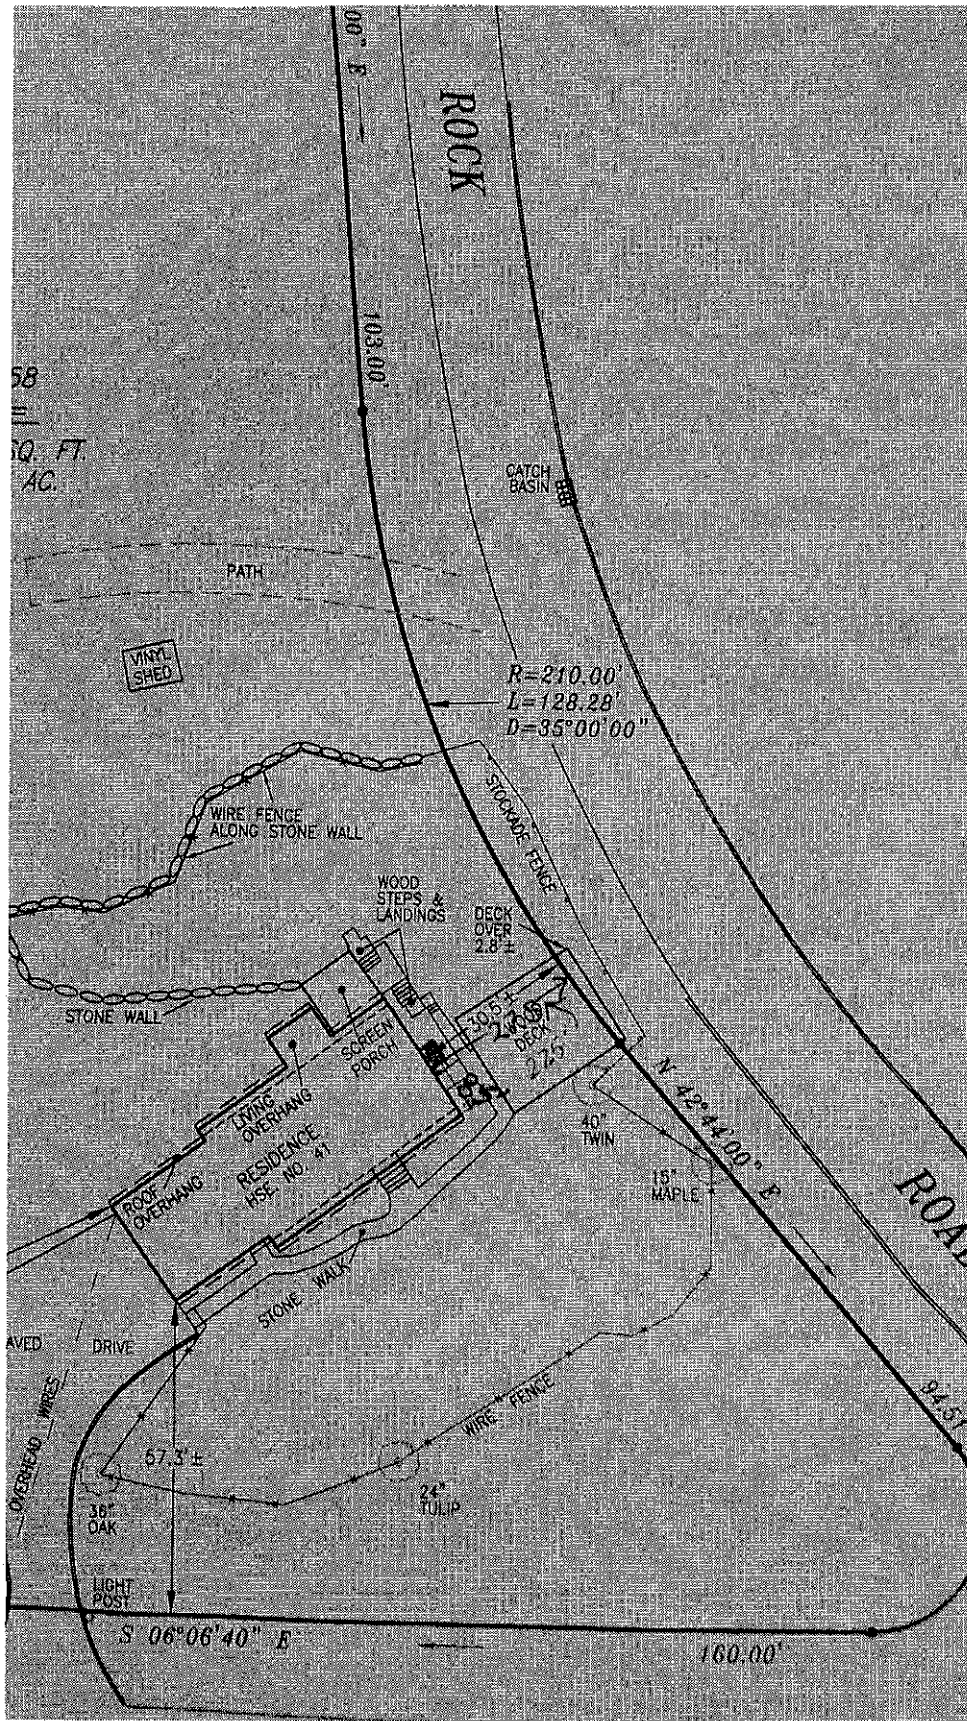 00" E
ROCK
103.00'
58
SQ. FT.
AC.
CATCH
BASIN
PATH
VINYL
SHED
R=210.00'
L=128.28'
D=35°00'00"
STOCKADE FENCE
WIRE FENCE
ALONG STONE WALL
WOOD
STEPS &
LANDINGS
DECK
OVER
2.8'±
STONE WALL
SCREEN
PORCH
30.5'±
DECK
LIVING
OVERHANG
RESIDENCE
HSE. NO. 41
ROOF
OVERHANG
40"
TWIN
N 42°44'00" E
15"
MAPLE
ROAD
STONE WALK
AVED
DRIVE
OVERHEAD WIRES
WIRE FENCE
94.51
67.3'±
24"
TULIP
36"
OAK
LIGHT
POST
S 06°06'40" E
160.00'